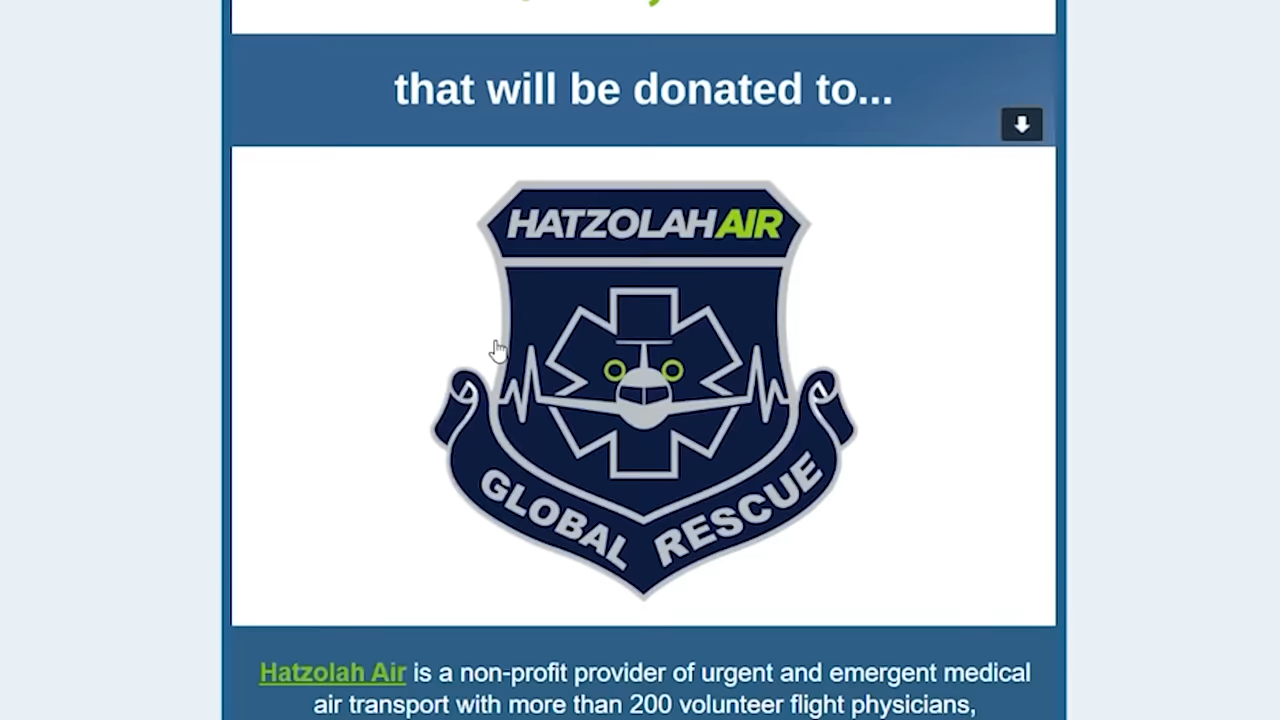 that will be donated to...
HATZOLAHAIR
GLOBAL RESCUE
Hatzolah Air is a non-profit provider of urgent and emergent medical
air transport with more than 200 volunteer flight physicians,